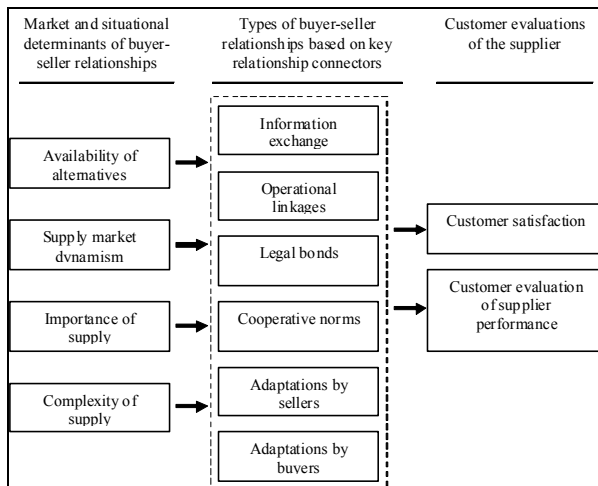 Market and situational
determinants of buyer-
seller relationships
Types of buyer-seller
relationships based on key
relationship connectors
Customer evaluations
of the supplier
Availability of
alternatives
Supply market
dynamism
Importance of
supply
Complexity of
supply
Information
exchange
Operational
linkages
Legal bonds
Cooperative norms
Adaptations by
sellers
Adaptations by
buyers
Customer satisfaction
Customer evaluation
of supplier
performance